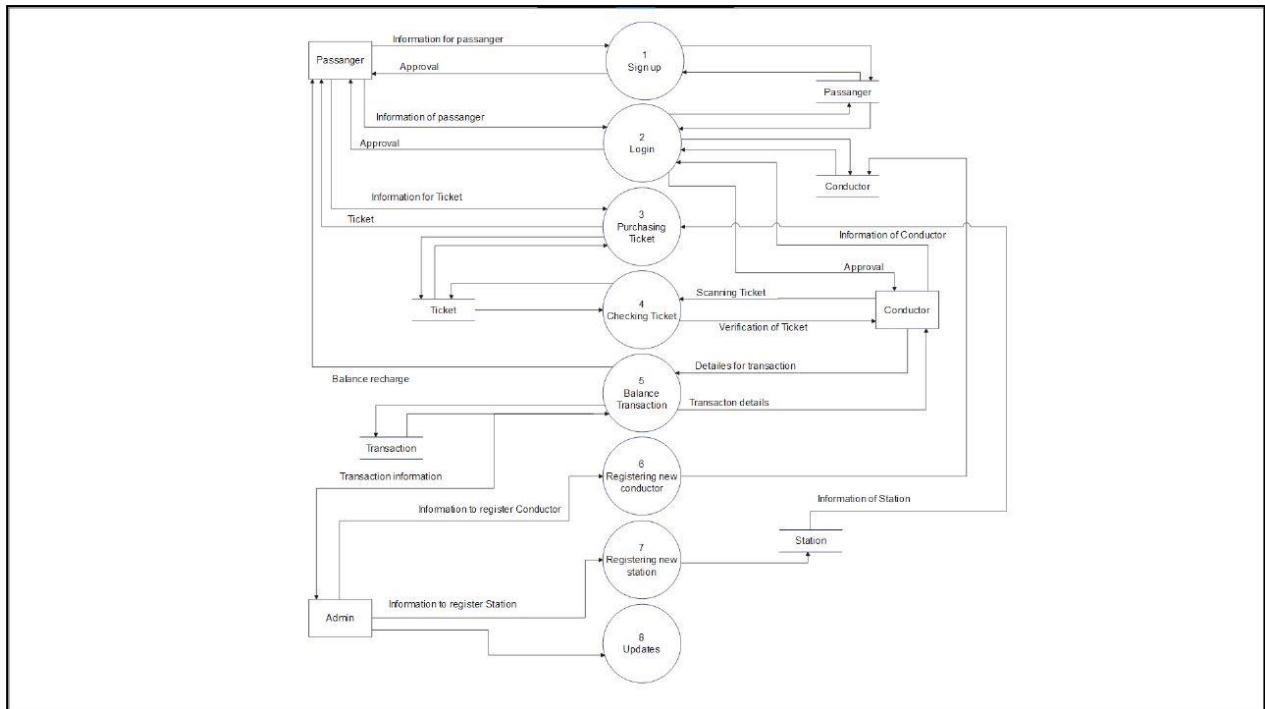 Information for passanger
1
Sign up
Passanger
Approval
Passanger
Information of passanger
2
Login
Approval
Conductor
Information for Ticket
3
Purchasing
Ticket
Ticket
Information of Conductor
Approval
Scanning Ticket
4
Checking Ticket
Ticket
Conductor
Verification of Ticket
Detailes for transaction
Balance recharge
5
Balance
Transaction
Transacton details
Transaction
Transaction information
6
Registering new
conductor
Information of Station
Information to register Conductor
Station
7
Registering new
station
Information to register Station
Admin
8
Updates